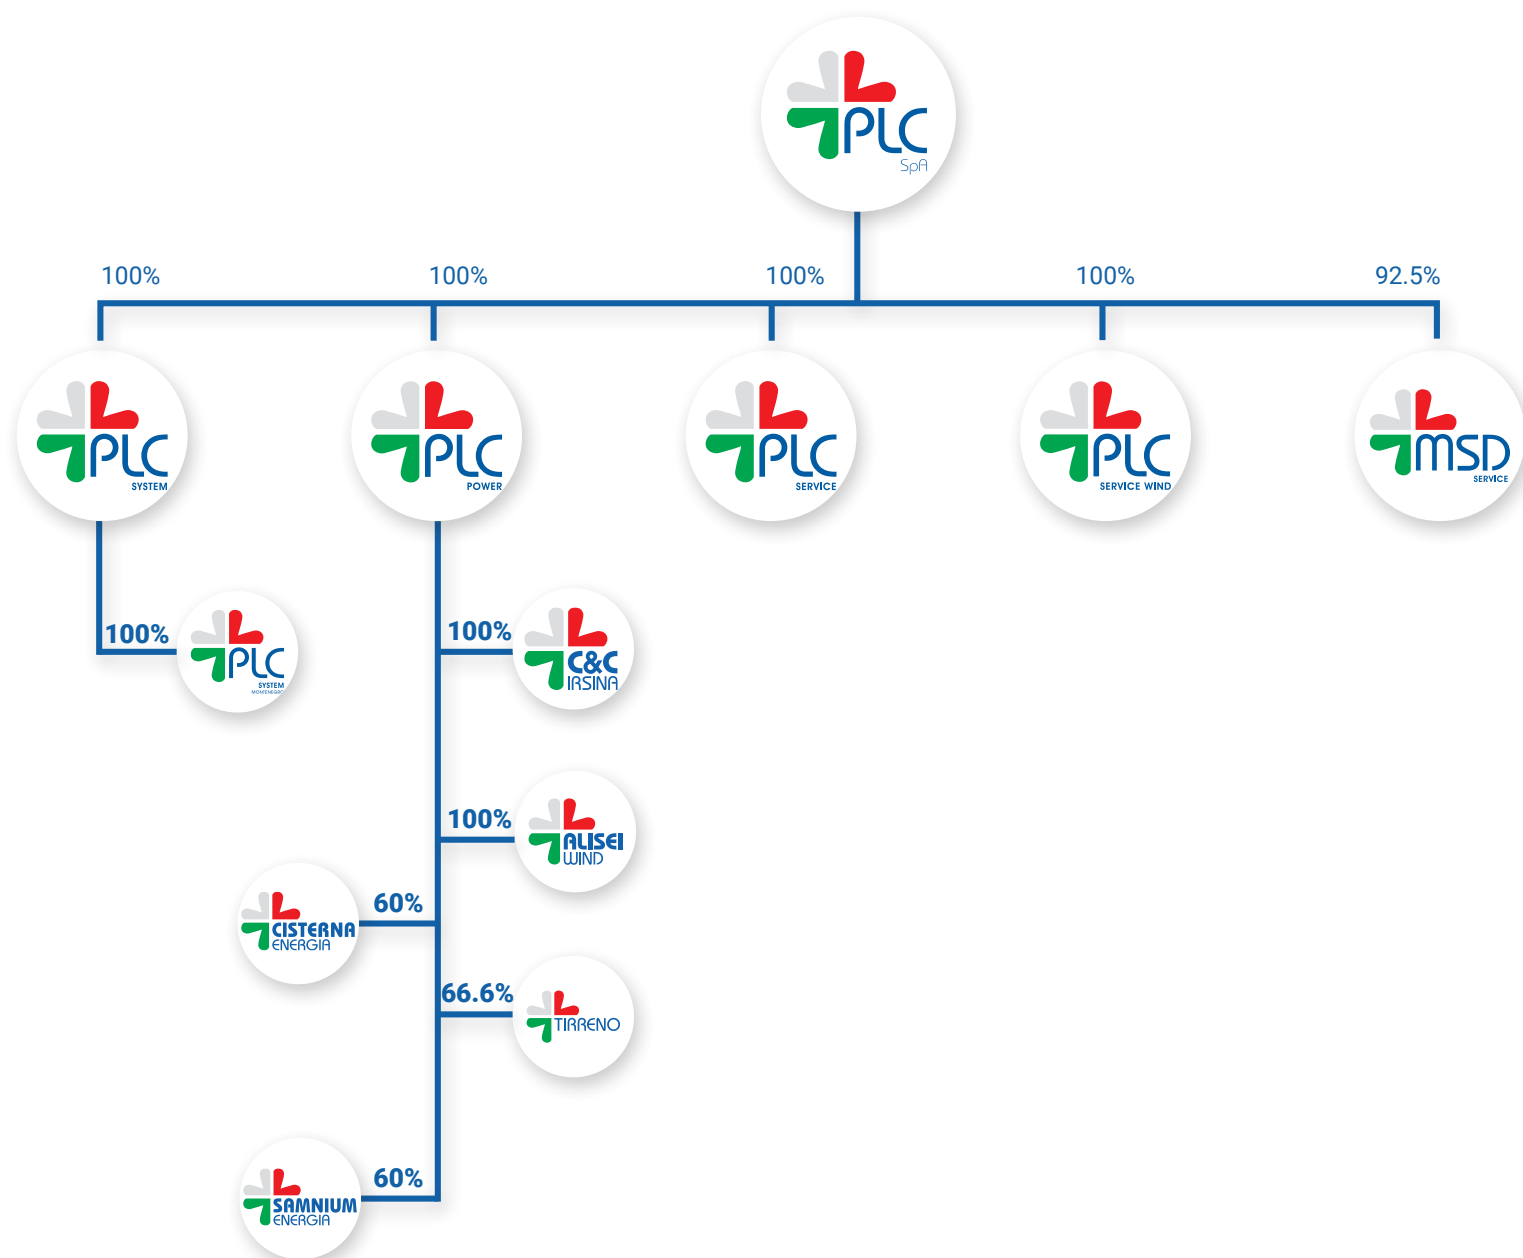 PLC
SpA
100%
100%
100%
100%
92.5%
PLC
SYSTEM
PLC
POWER
PLC
SERVICE
PLC
SERVICE WIND
MSD
SERVICE
100%
PLC
SYSTEM
MONTENEGRO
100%
C&C
IRSINA
100%
ALISEI
WIND
60%
CISTERNA
ENERGIA
66.6%
TIRRENO
60%
SAMNIUM
ENERGIA